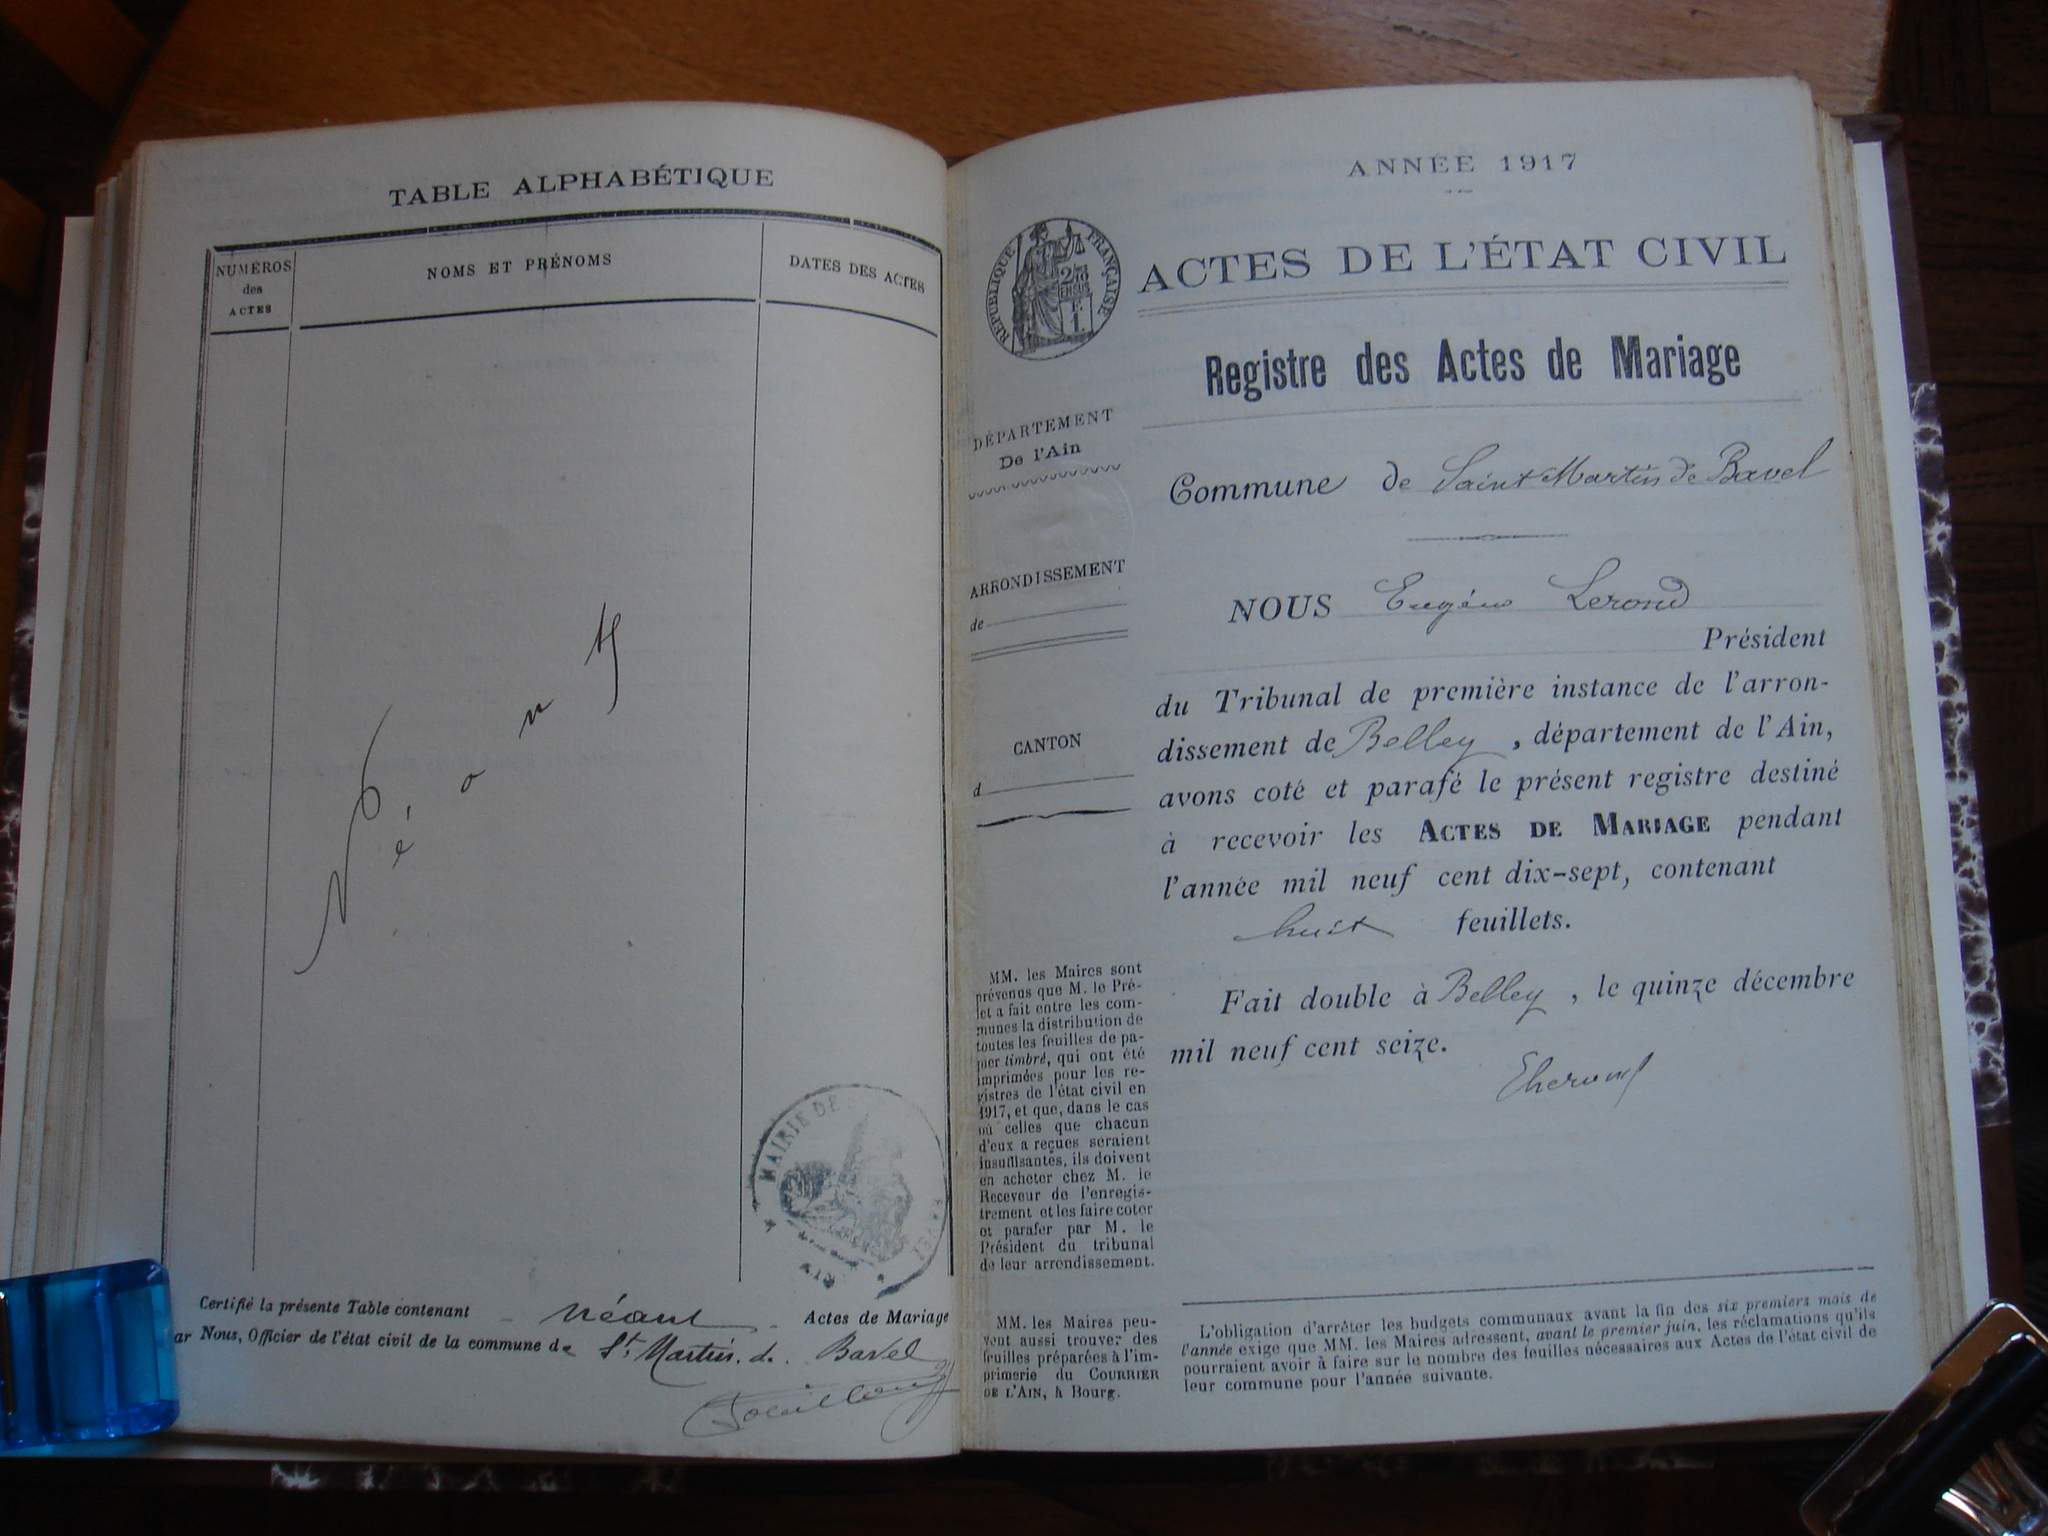 TABLE ALPHABÉTIQUE
NUMÉROS
des
ACTES
NOMS ET PRÉNOMS
DATES DES ACTES
Néant
MAIRIE DE
BAVEL
AIN
Certifié la présente Table contenant néant Actes de Mariage
ar Nous, Officier de l'état civil de la commune de St Martin de Bavel
ANNÉE 1917
RÉPUBLIQUE FRANÇAISE
ACTES DE L'ÉTAT CIVIL
Registre des Actes de Mariage
DÉPARTEMENT
De l'Ain
Commune de Saint Martin de Bavel
ARRONDISSEMENT
de
CANTON
d
NOUS Eugène Lerond
Président
du Tribunal de première instance de l'arron-
dissement de Belley, département de l'Ain,
avons coté et parafé le présent registre destiné
à recevoir les ACTES DE MARIAGE pendant
l'année mil neuf cent dix-sept, contenant
huit feuillets.
Fait double à Belley, le quinze décembre
mil neuf cent seize.
MM. les Maires sont
prévenus que M. le Pré-
fet a fait entre les com-
munes la distribution de
toutes les feuilles de pa-
pier timbré, qui ont été
imprimées pour les re-
gistres de l'état civil en
1917, et que, dans le cas
où celles que chacun
d'eux a reçues seraient
insuffisantes, ils doivent
en acheter chez M. le
Receveur de l'enregis-
trement et les faire coter
et parafer par M. le
Président du tribunal
de leur arrondissement.
MM. les Maires peu-
vent aussi trouver des
feuilles préparées à l'im-
primerie du COURRIER
DE L'AIN, à Bourg.
L'obligation d'arrêter les budgets communaux avant la fin des six premiers mois de
l'année exige que MM. les Maires adressent, avant le premier juin, les réclamations qu'ils
pourraient avoir à faire sur le nombre des feuilles nécessaires aux Actes de l'état civil de
leur commune pour l'année suivante.